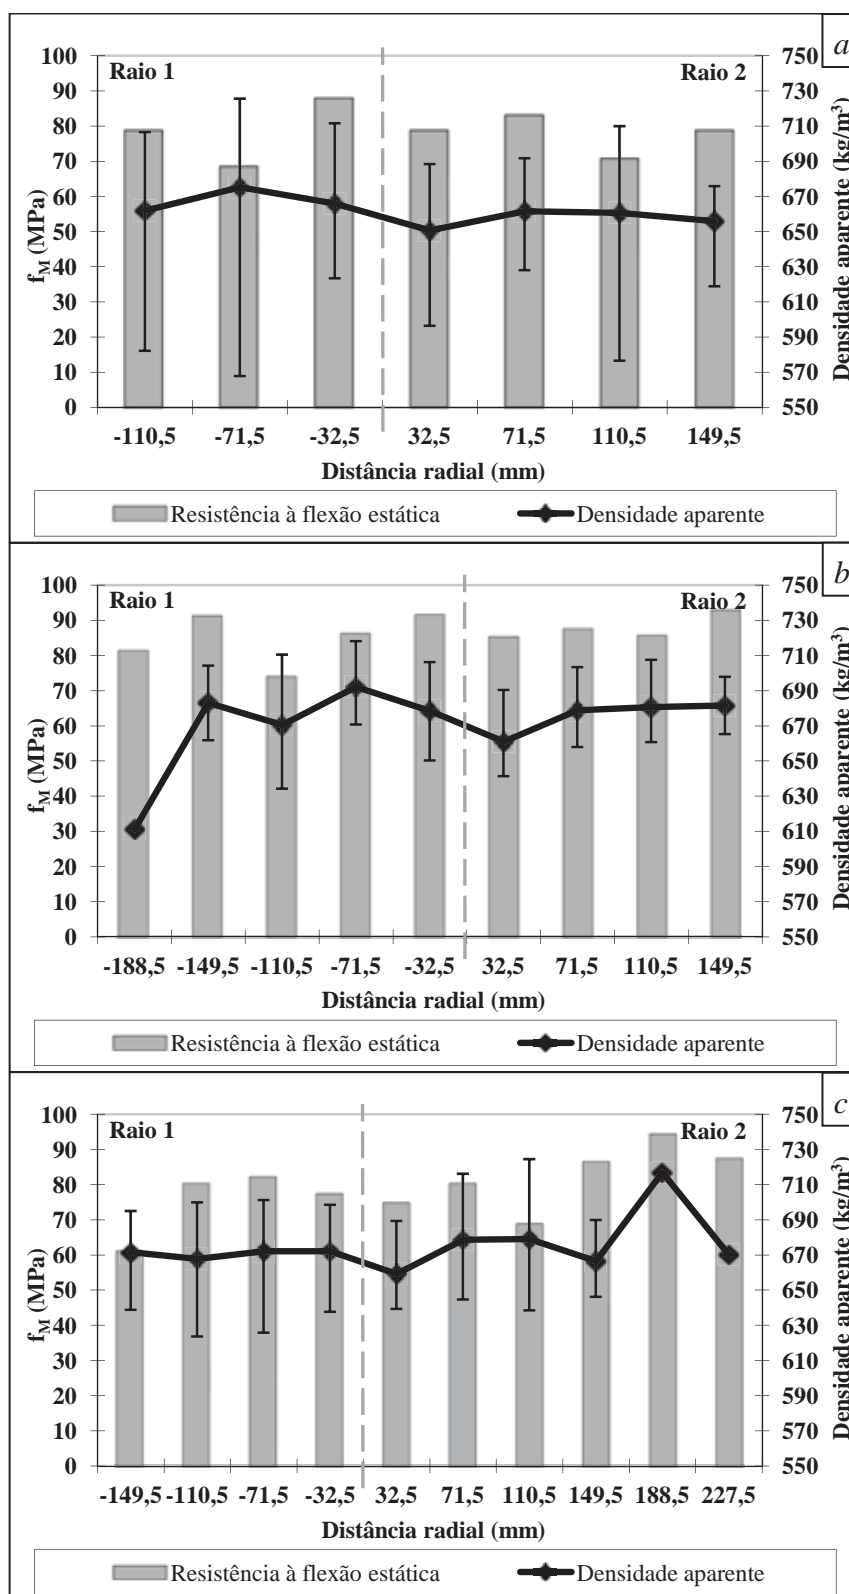 a
100 750
90 730
80 710
70 690
60 670
50 650
40 630
30 610
20 590
10 570
0 550
Raio 1 Raio 2
f_M (MPa)
Densidade aparente (kg/m³)
-110,5 -71,5 -32,5 32,5 71,5 110,5 149,5
Distância radial (mm)
Resistência à flexão estática Densidade aparente
b
100 750
90 730
80 710
70 690
60 670
50 650
40 630
30 610
20 590
10 570
0 550
Raio 1 Raio 2
f_M (MPa)
Densidade aparente (kg/m³)
-188,5 -149,5 -110,5 -71,5 -32,5 32,5 71,5 110,5 149,5
Distância radial (mm)
Resistência à flexão estática Densidade aparente
c
100 750
90 730
80 710
70 690
60 670
50 650
40 630
30 610
20 590
10 570
0 550
Raio 1 Raio 2
f_M (MPa)
Densidade aparente (kg/m³)
-149,5 -110,5 -71,5 -32,5 32,5 71,5 110,5 149,5 188,5 227,5
Distância radial (mm)
Resistência à flexão estática Densidade aparente